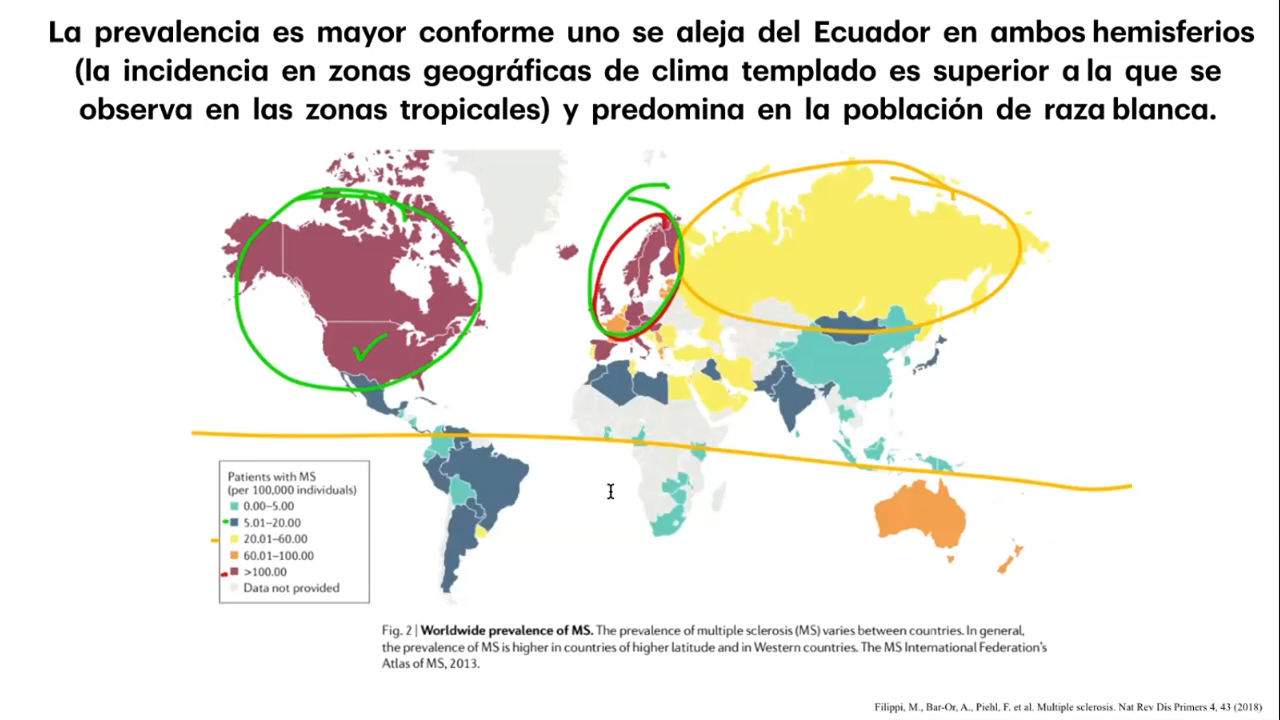 La prevalencia es mayor conforme uno se aleja del Ecuador en ambos hemisferios
(la incidencia en zonas geográficas de clima templado es superior a la que se
observa en las zonas tropicales) y predomina en la población de raza blanca.
Patients with MS
(per 100,000 individuals)
0.00–5.00
5.01–20.00
20.01–60.00
60.01–100.00
>100.00
Data not provided
Fig. 2 | Worldwide prevalence of MS. The prevalence of multiple sclerosis (MS) varies between countries. In general,
the prevalence of MS is higher in countries of higher latitude and in Western countries. The MS International Federation's
Atlas of MS, 2013.
Filippi, M., Bar-Or, A., Piehl, F. et al. Multiple sclerosis. Nat Rev Dis Primers 4, 43 (2018)